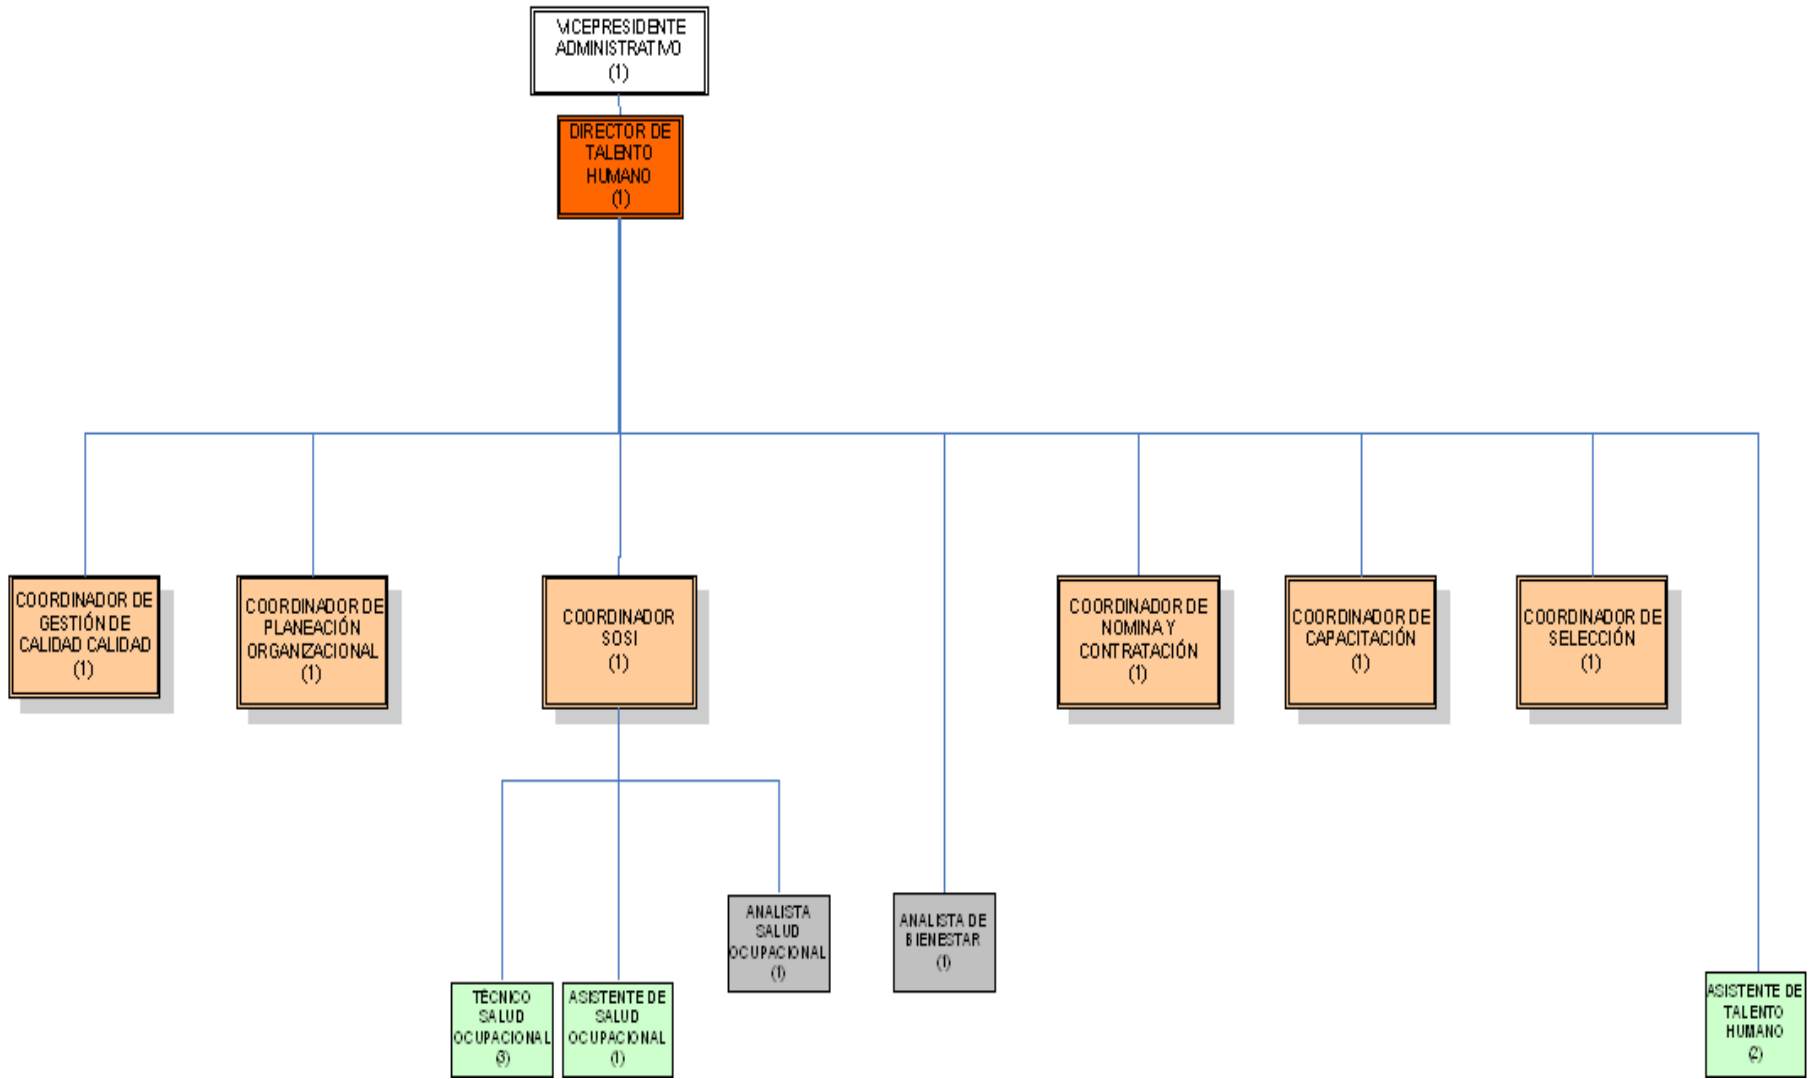 VICEPRESIDENTE
ADMINISTRATIVO
(1)
DIRECTOR DE
TALENTO
HUMANO
(1)
COORDINADOR DE
GESTIÓN DE
CALIDAD CALIDAD
(1)
COORDINADOR DE
PLANEACIÓN
ORGANIZACIONAL
(1)
COORDINADOR
SOSI
(1)
COORDINADOR DE
NOMINA Y
CONTRATACIÓN
(1)
COORDINADOR DE
CAPACITACIÓN
(1)
COORDINADOR DE
SELECCIÓN
(1)
ANALISTA
SALUD
OCUPACIONAL
(1)
ANALISTA DE
BIENESTAR
(1)
TÉCNICO
SALUD
OCUPACIONAL
(3)
ASISTENTE DE
SALUD
OCUPACIONAL
(1)
ASISTENTE DE
TALENTO
HUMANO
(2)